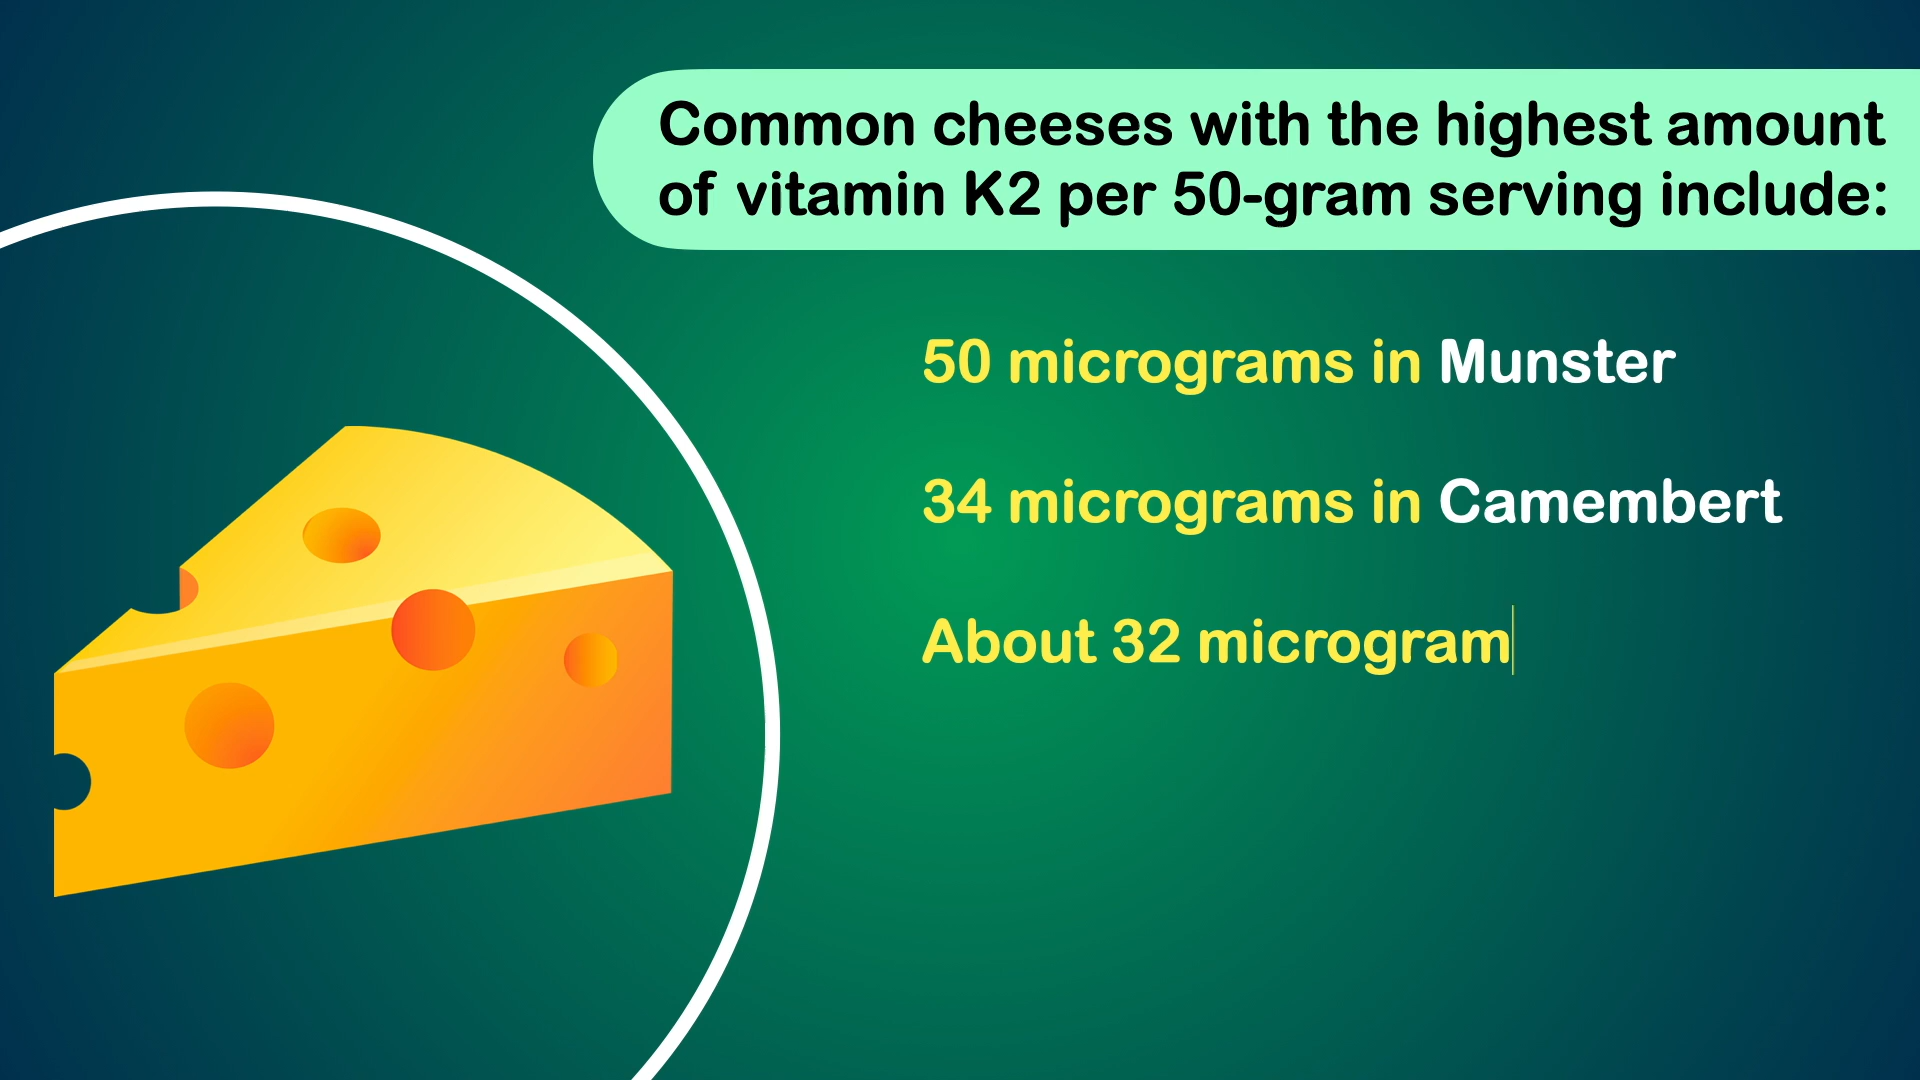 Common cheeses with the highest amount
of vitamin K2 per 50-gram serving include:
50 micrograms in Munster
34 micrograms in Camembert
About 32 microgram